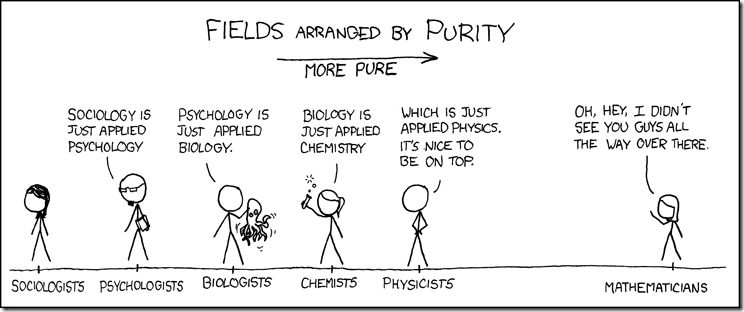 FIELDS ARRANGED BY PURITY
MORE PURE
SOCIOLOGY IS
JUST APPLIED
PSYCHOLOGY
PSYCHOLOGY IS
JUST APPLIED
BIOLOGY.
BIOLOGY IS
JUST APPLIED
CHEMISTRY
WHICH IS JUST
APPLIED PHYSICS.
IT'S NICE TO
BE ON TOP.
OH, HEY, I DIDN'T
SEE YOU GUYS ALL
THE WAY OVER THERE.
SOCIOLOGISTS
PSYCHOLOGISTS
BIOLOGISTS
CHEMISTS
PHYSICISTS
MATHEMATICIANS